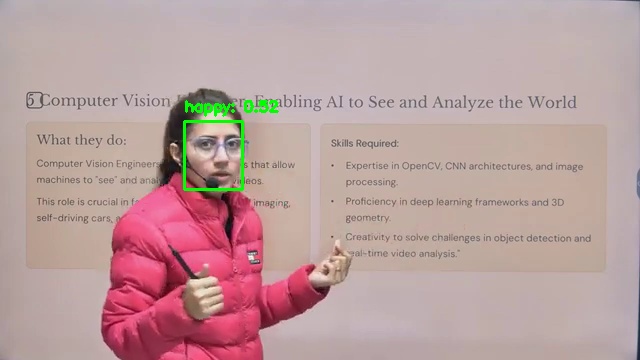 happy: 0.52
5 Computer Vision Enabling AI to See and Analyze the World
What they do:
Computer Vision Engineers that allow
machines to "see" and videos.
This role is crucial in imaging,
self-driving cars,
Skills Required:
• Expertise in OpenCV, CNN architectures, and image
processing.
• Proficiency in deep learning frameworks and 3D
geometry.
• Creativity to solve challenges in object detection and
real-time video analysis."